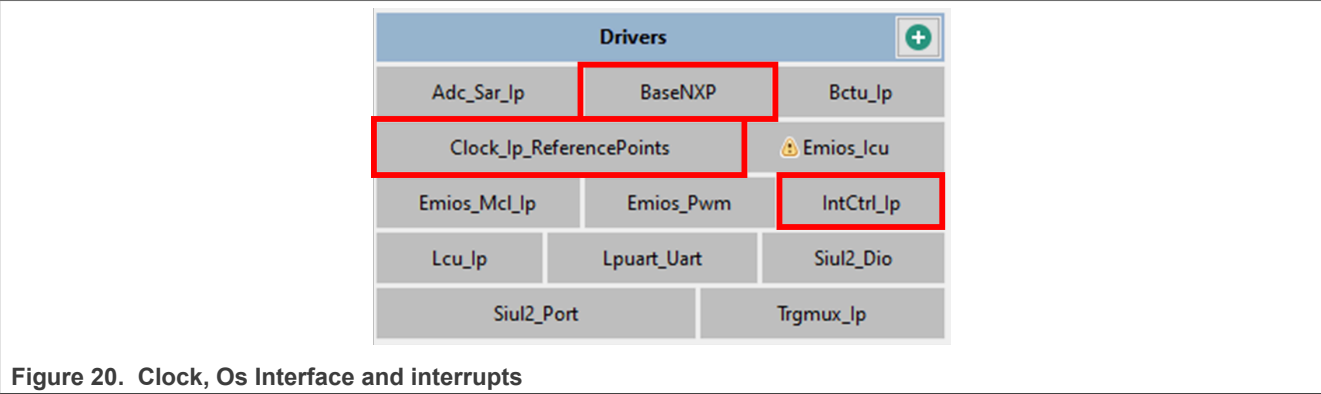 Drivers
Adc_Sar_Ip BaseNXP Bctu_Ip
Clock_Ip_ReferencePoints Emios_Icu
Emios_Mcl_Ip Emios_Pwm IntCtrl_Ip
Lcu_Ip Lpuart_Uart Siul2_Dio
Siul2_Port Trgmux_Ip
Figure 20. Clock, Os Interface and interrupts